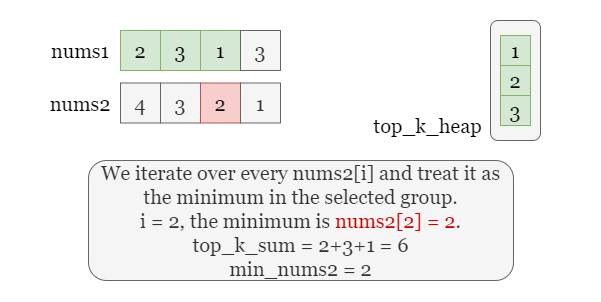 nums1 2 3 1 3
nums2 4 3 2 1
1
2
3
top_k_heap
We iterate over every nums2[i] and treat it as
the minimum in the selected group.
i = 2, the minimum is nums2[2] = 2.
top_k_sum = 2+3+1 = 6
min_nums2 = 2